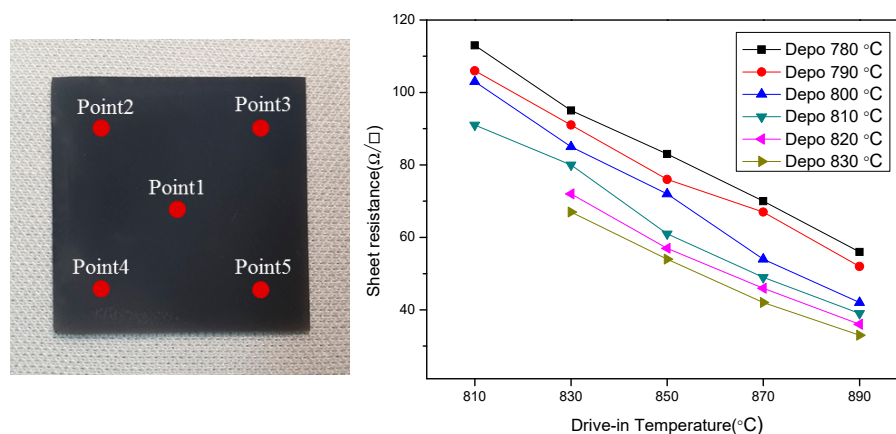 Point2
Point3
Point1
Point4
Point5
120
100
80
60
40
Sheet resistance(Ω/□)
Depo 780 °C
Depo 790 °C
Depo 800 °C
Depo 810 °C
Depo 820 °C
Depo 830 °C
810 830 850 870 890
Drive-in Temperature(°C)